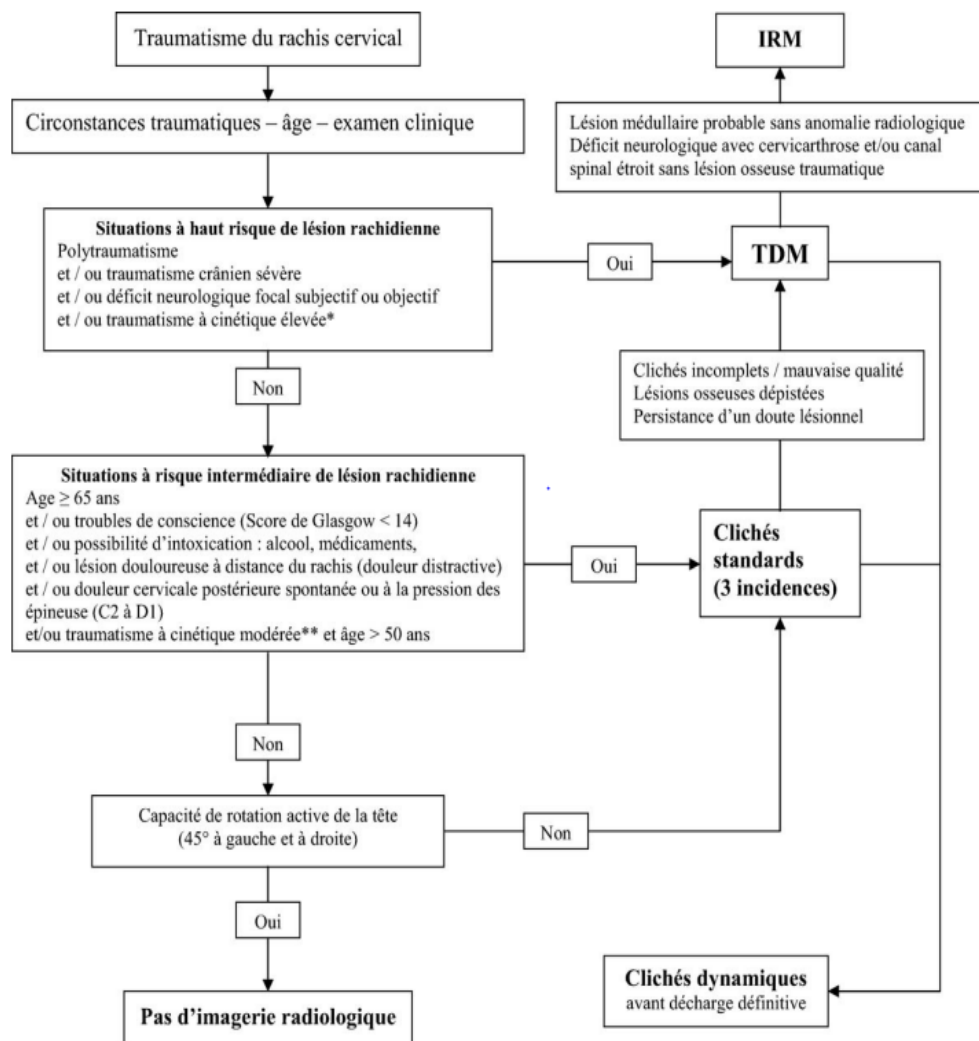 Traumatisme du rachis cervical
Circonstances traumatiques – âge – examen clinique
Situations à haut risque de lésion rachidienne
Polytraumatisme
et / ou traumatisme crânien sévère
et / ou déficit neurologique focal subjectif ou objectif
et / ou traumatisme à cinétique élevée*
Oui
Non
Situations à risque intermédiaire de lésion rachidienne
Age ≥ 65 ans
et / ou troubles de conscience (Score de Glasgow < 14)
et / ou possibilité d’intoxication : alcool, médicaments,
et / ou lésion douloureuse à distance du rachis (douleur distractive)
et / ou douleur cervicale postérieure spontanée ou à la pression des
épineuse (C2 à D1)
et/ou traumatisme à cinétique modérée** et âge > 50 ans
Oui
Non
Capacité de rotation active de la tête
(45° à gauche et à droite)
Non
Oui
Pas d’imagerie radiologique
IRM
Lésion médullaire probable sans anomalie radiologique
Déficit neurologique avec cervicarthrose et/ou canal
spinal étroit sans lésion osseuse traumatique
TDM
Clichés incomplets / mauvaise qualité
Lésions osseuses dépistées
Persistance d’un doute lésionnel
Clichés
standards
(3 incidences)
Clichés dynamiques
avant décharge définitive